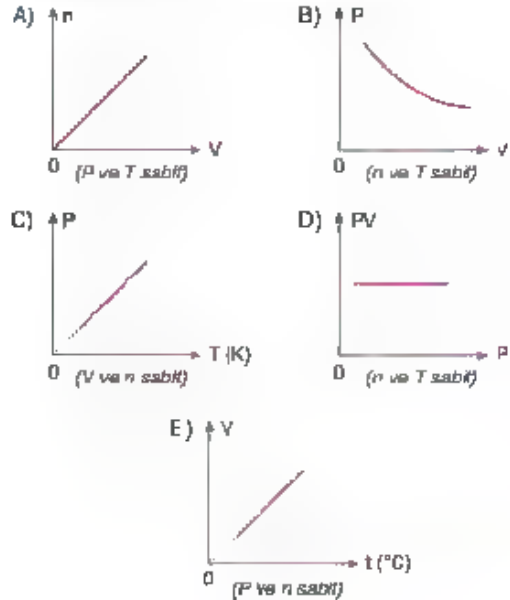 A) n
V
0 (P ve T sabit)
B) P
V
0 (n ve T sabit)
C) P
T (K)
0 (V ve n sabit)
D) PV
P
0 (n ve T sabit)
E) V
t (°C)
0 (P ve n sabit)